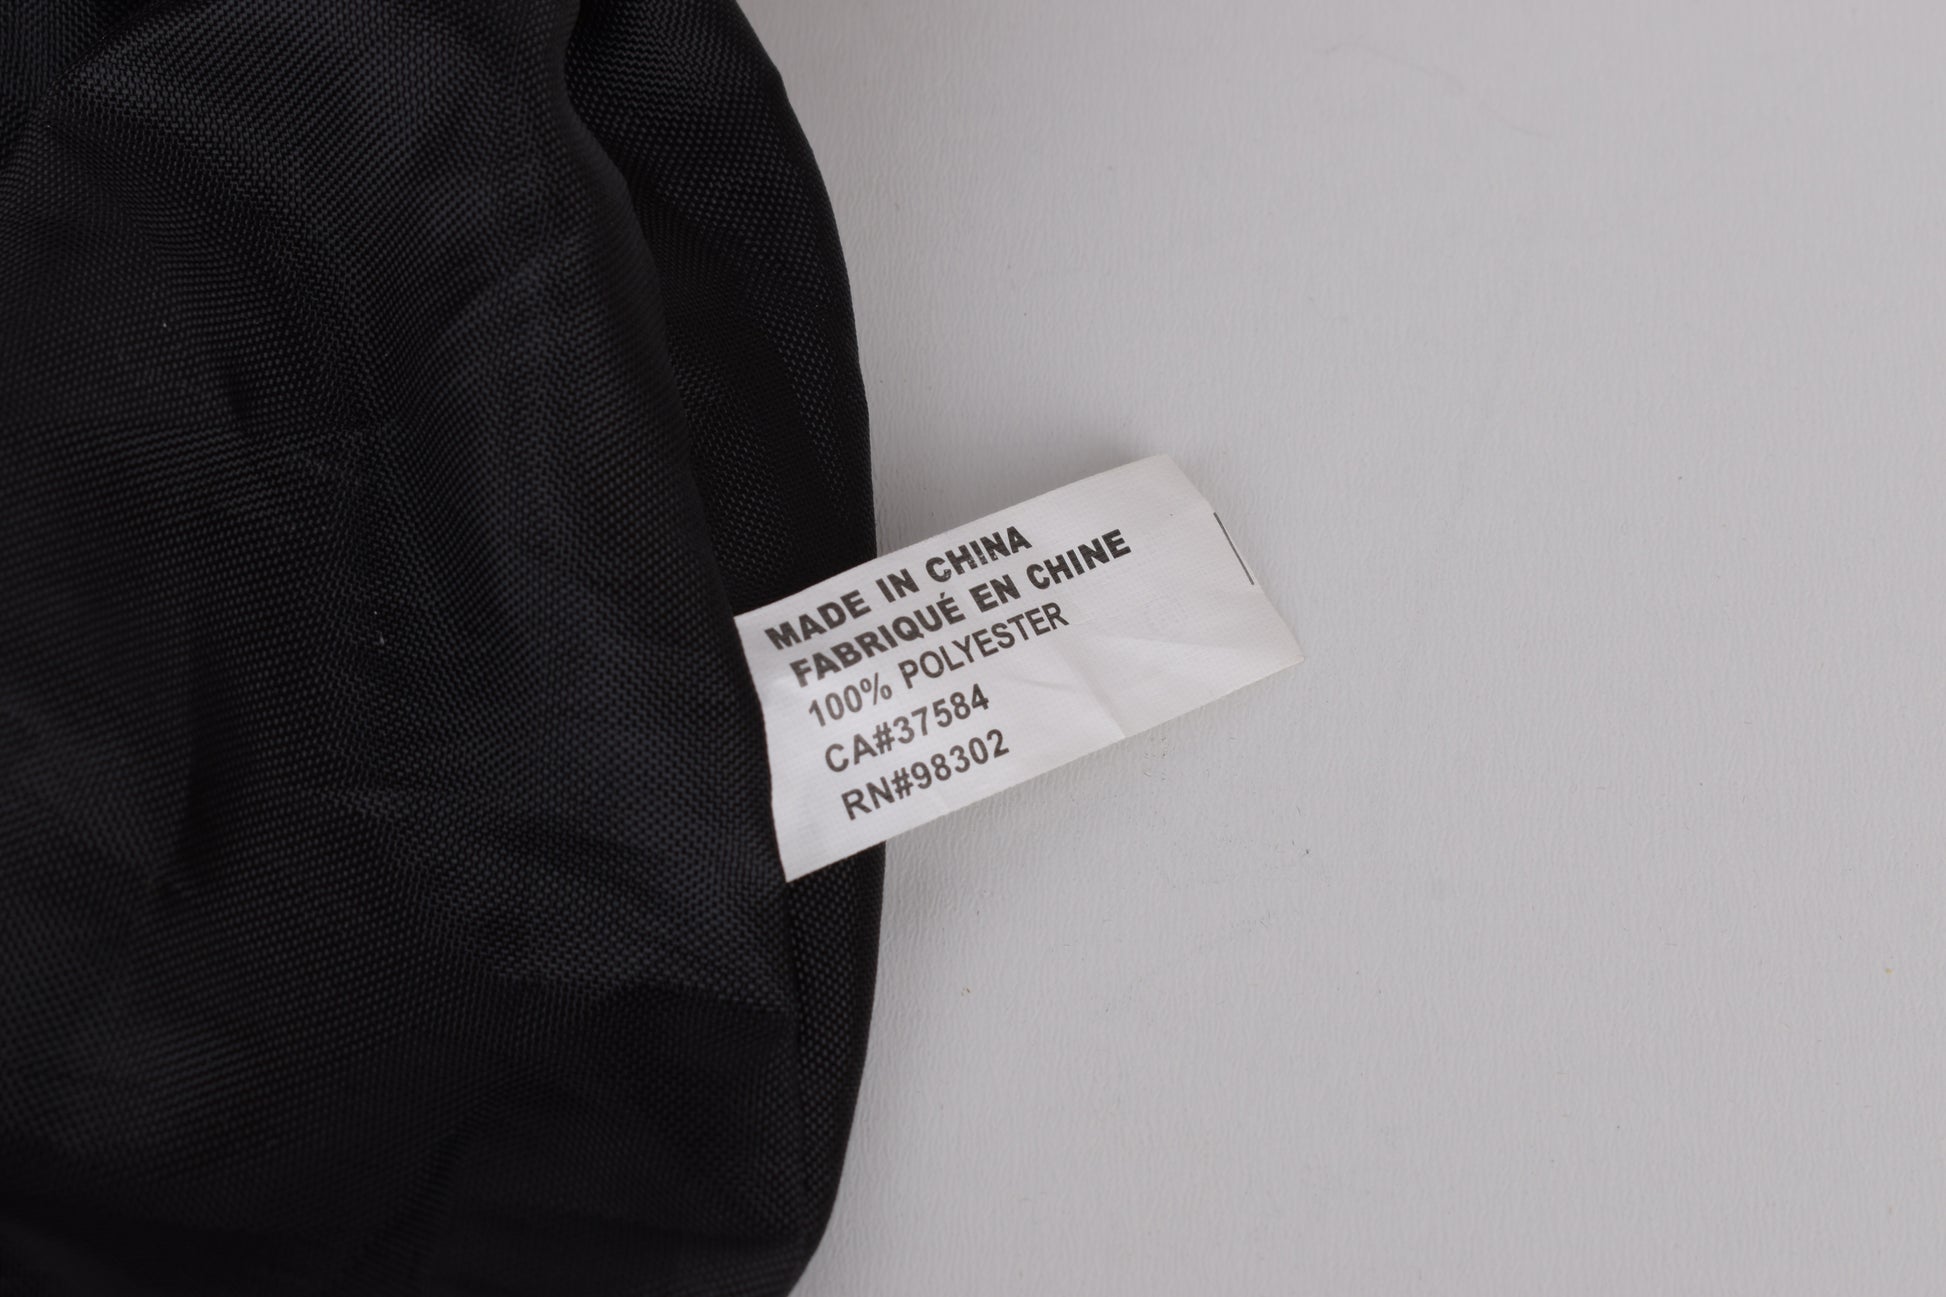 MADE IN CHINA
FABRIQUÉ EN CHINE
100% POLYESTER
CA#37584
RN#98302